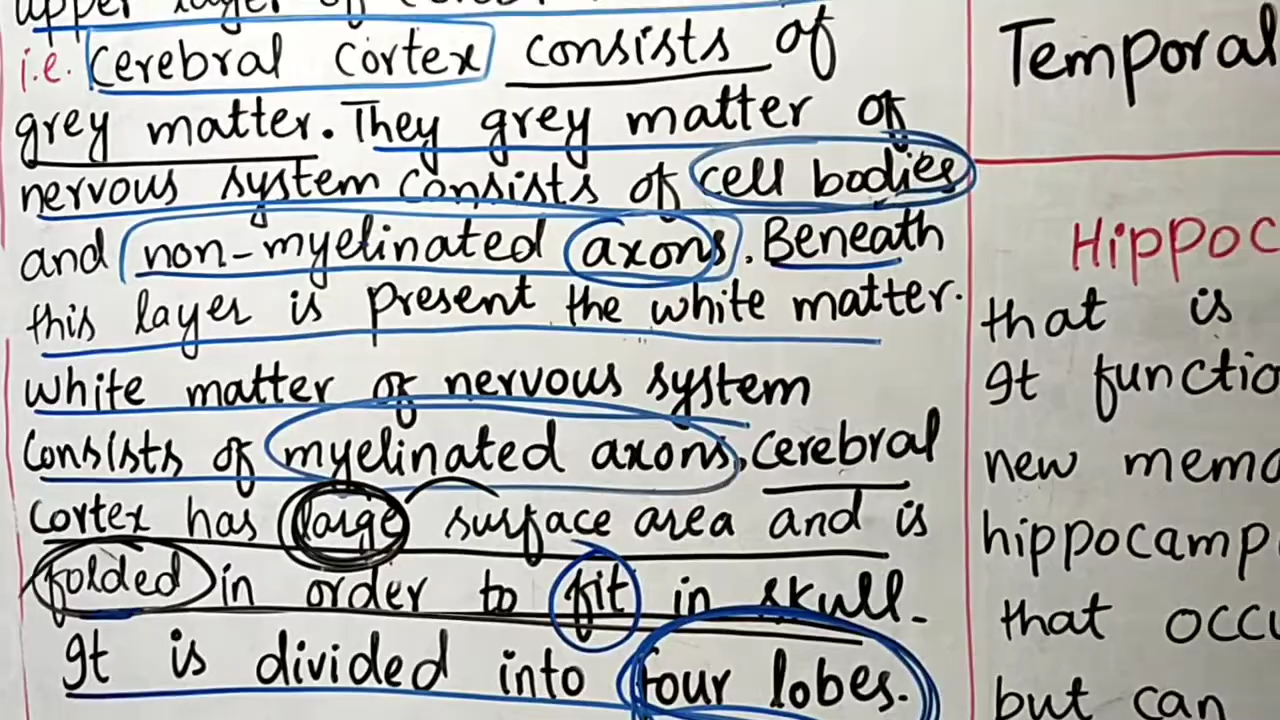 upper layer of
i.e. cerebral cortex consists of
grey matter. They grey matter of
nervous system consists of cell bodies
and non-myelinated axons. Beneath
this layer is present the white matter.
white matter of nervous system
consists of myelinated axons. cerebral
cortex has large surface area and is
folded in order to fit in skull.
It is divided into four lobes.
Temporal
Hippoc
that is
It functio
new memo
hippocamp
that occu
but can